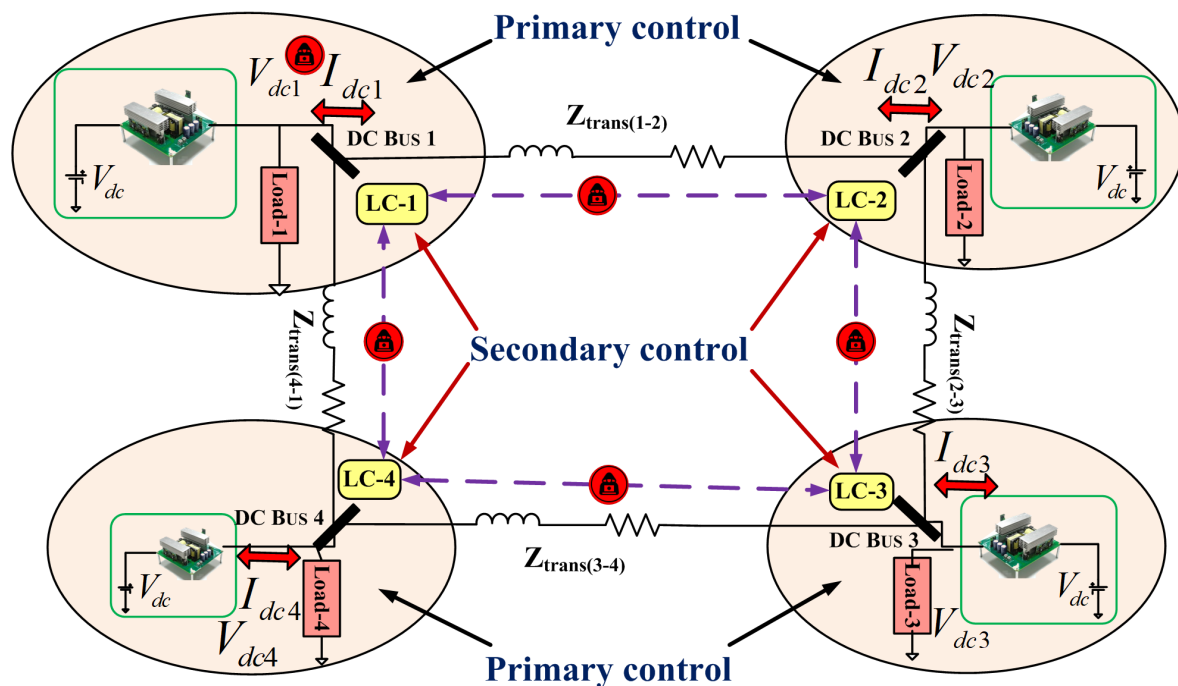 Primary control
V_dc1
I_dc1
I_dc2
V_dc2
Z_trans(1-2)
DC BUS 1
DC BUS 2
V_dc
Load-1
LC-1
LC-2
Load-2
V_dc
Z_trans(4-1)
Secondary control
Z_trans(2-3)
LC-4
LC-3
I_dc3
DC BUS 4
DC BUS 3
Z_trans(3-4)
V_dc
I_dc4
V_dc4
Load-4
Load-3
V_dc3
V_dc
Primary control